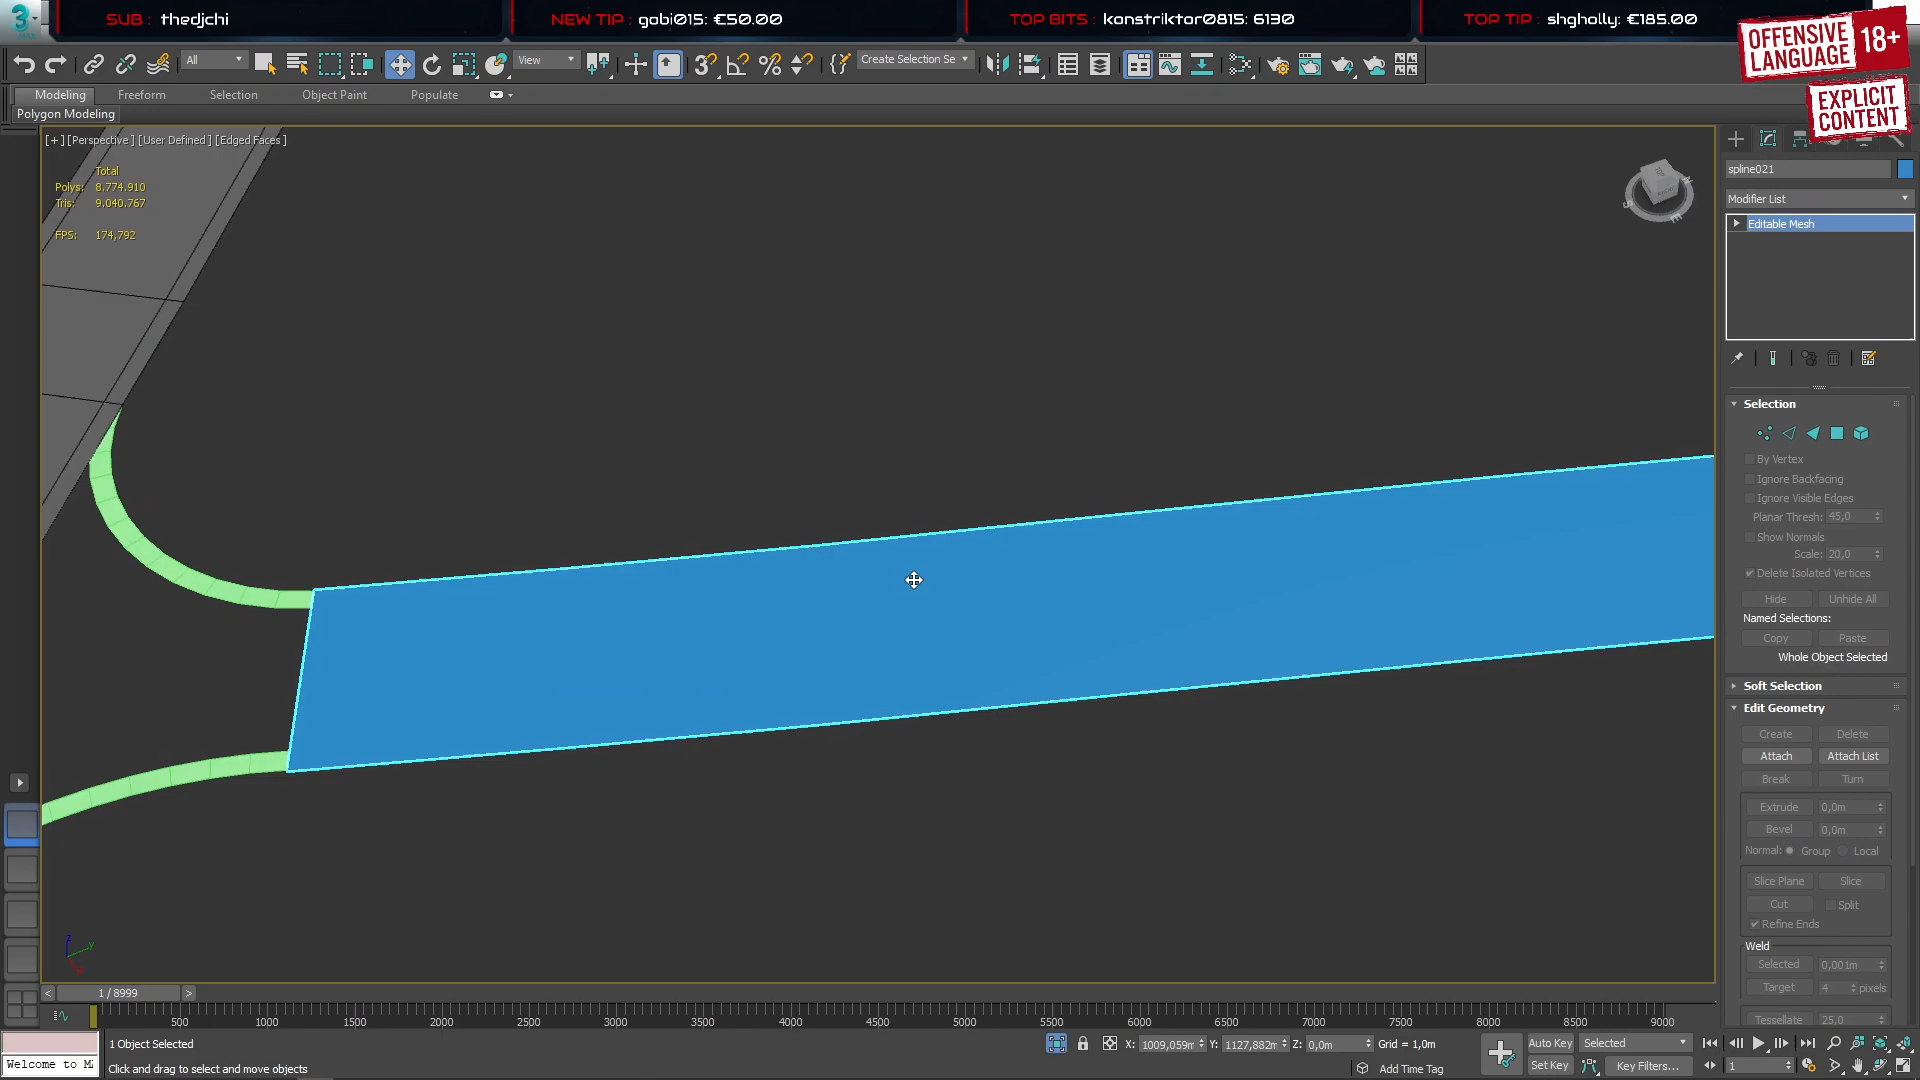 SUB : thedjchi
NEW TIP : gabi015: €50.00
TOP BITS : konstriktor0815: 6130
TOP TIP : shgholly: €185.00
OFFENSIVE LANGUAGE 18+
EXPLICIT CONTENT
All
View
Create Selection Se
Modeling
Freeform
Selection
Object Paint
Populate
Polygon Modeling
[+] [Perspective] [User Defined] [Edged Faces]
Total
Polys: 8.774.910
Tris: 9.040.767
FPS: 174,792
spline021
Modifier List
Editable Mesh
Selection
By Vertex
Ignore Backfacing
Ignore Visible Edges
Planar Thresh: 45,0
Show Normals
Scale: 20,0
Delete Isolated Vertices
Hide
Unhide All
Named Selections:
Copy
Paste
Whole Object Selected
Soft Selection
Edit Geometry
Create
Delete
Attach
Attach List
Break
Turn
Extrude 0,0m
Bevel 0,0m
Normal: Group Local
Slice Plane
Slice
Cut
Split
Refine Ends
Weld
Selected 0,001m
Target 4 pixels
Tessellate 25,0
< 1 / 8999 >
500 1000 1500 2000 2500 3000 3500 4000 4500 5000 5500 6000 6500 7000 7500 8000 8500 9000
1 Object Selected
X: 1009,059m Y: 1127,882m Z: 0,0m Grid = 1,0m
Auto Key
Selected
Welcome to M
Click and drag to select and move objects
Add Time Tag
Set Key
Key Filters...
1